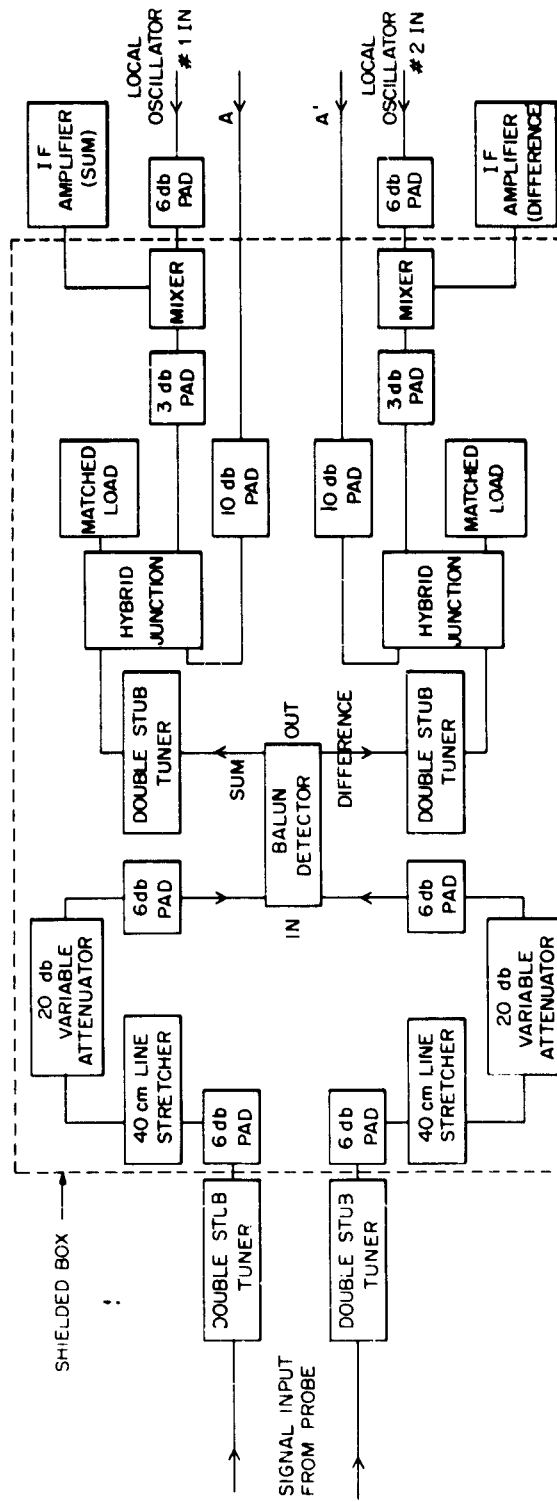 SHIELDED BOX
SIGNAL INPUT
FROM PROBE
DOUBLE STUB
TUNER
6 db
PAD
40 cm LINE
STRETCHER
20 db
VARIABLE
ATTENUATOR
6 db
PAD
DOUBLE STUB
TUNER
6 db
PAD
40 cm LINE
STRETCHER
20 db
VARIABLE
ATTENUATOR
6 db
PAD
IN
BALUN
DETECTOR
OUT
SUM
DIFFERENCE
DOUBLE STUB
TUNER
HYBRID
JUNCTION
MATCHED
LOAD
10 db
PAD
3 db
PAD
MIXER
6 db
PAD
I F
AMPLIFIER
(SUM)
LOCAL
OSCILLATOR
# 1 IN
A
DOUBLE STUB
TUNER
HYBRID
JUNCTION
MATCHED
LOAD
10 db
PAD
3 db
PAD
MIXER
6 db
PAD
A'
LOCAL
OSCILLATOR
#2 IN
I F
AMPLIFIER
(DIFFERENCE)